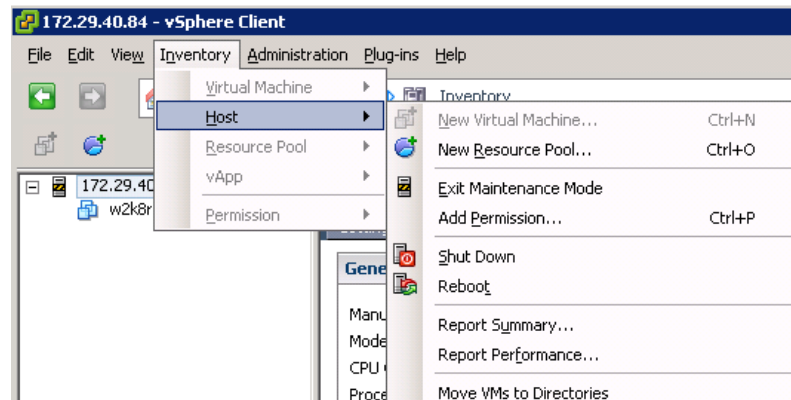 172.29.40.84 - vSphere Client
File Edit View Inventory Administration Plug-ins Help
Virtual Machine
Inventory
Host
New Virtual Machine... Ctrl+N
Resource Pool
New Resource Pool... Ctrl+O
vApp
172.29.40
Exit Maintenance Mode
w2k8r
Permission
Add Permission... Ctrl+P
Shut Down
Gene
Reboot
Manu
Report Summary...
Mode
Report Performance...
CPU
Proce
Move VMs to Directories